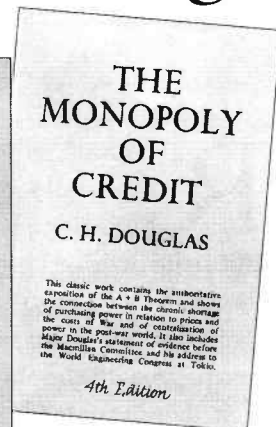 THE
MONOPOLY
OF
CREDIT
C. H. DOUGLAS
This classic work contains the authoritative
exposition of the A + B Theorem and shows
the connection between the chronic shortage
of purchasing power in relation to prices and
the costs of War and of centralization of
power in the post-war world. It also includes
Major Douglas's statement of evidence before
the Macmillan Committee and his address to
the World Engineering Congress at Tokio.
4th Edition